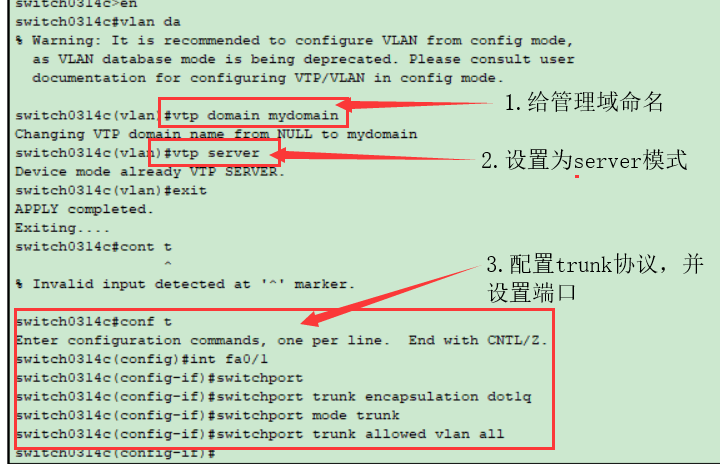 switch0314c>en
switch0314c#vlan da
% Warning: It is recommended to configure VLAN from config mode,
as VLAN database mode is being deprecated. Please consult user
documentation for configuring VTP/VLAN in config mode.
switch0314c(vlan)#vtp domain mydomain
1.给管理域命名
Changing VTP domain name from NULL to mydomain
switch0314c(vlan)#vtp server
2.设置为server模式
Device mode already VTP SERVER.
switch0314c(vlan)#exit
APPLY completed.
Exiting....
switch0314c#cont t
^
% Invalid input detected at '^' marker.
3.配置trunk协议，并
设置端口
switch0314c#conf t
Enter configuration commands, one per line.  End with CNTL/Z.
switch0314c(config)#int fa0/1
switch0314c(config-if)#switchport
switch0314c(config-if)#switchport trunk encapsulation dot1q
switch0314c(config-if)#switchport mode trunk
switch0314c(config-if)#switchport trunk allowed vlan all
switch0314c(config-if)#